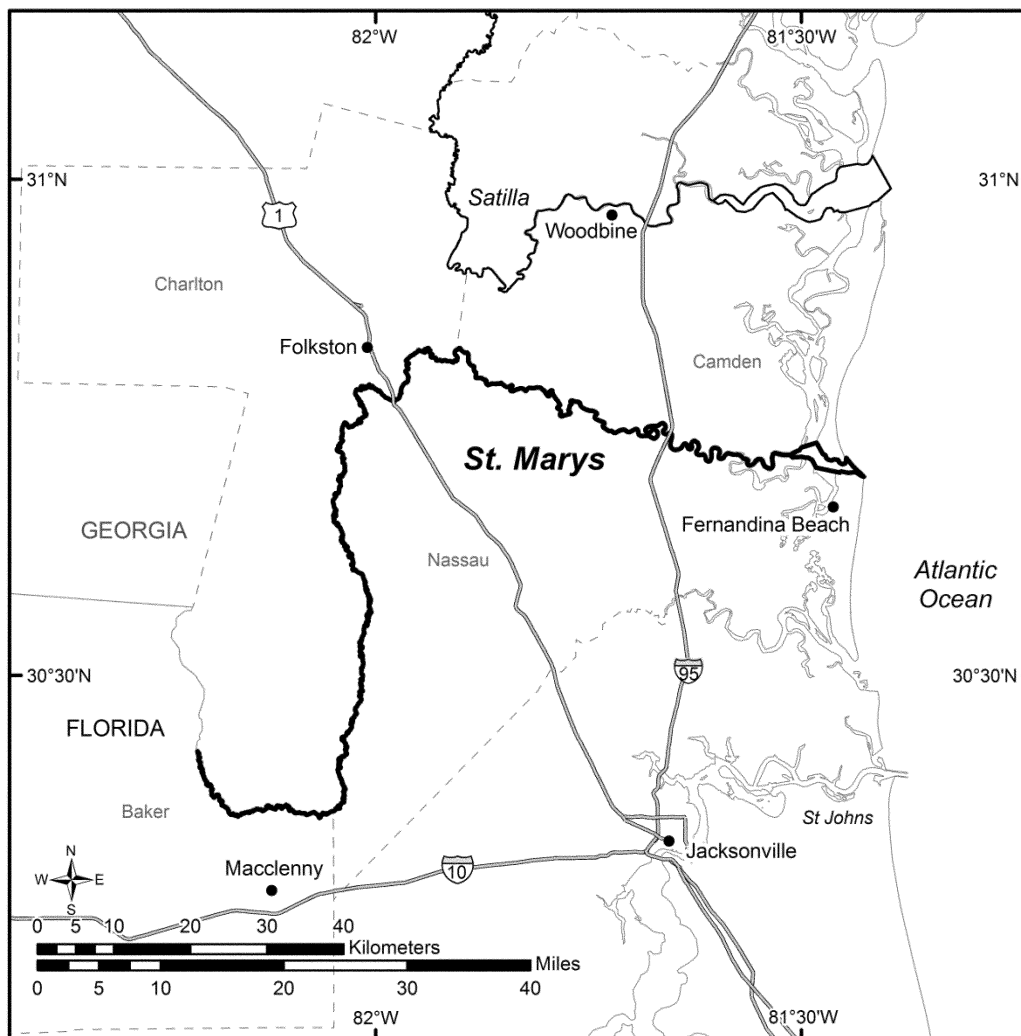 82°W
81°30'W
31°N
31°N
Satilla
1
Woodbine
Charlton
Folkston
Camden
St. Marys
Fernandina Beach
GEORGIA
Nassau
Atlantic
Ocean
30°30'N
95
30°30'N
FLORIDA
Baker
St Johns
Jacksonville
Macclenny
10
N
W E
S
0 5 10 20 30 40
Kilometers
Miles
0 5 10 20 30 40
82°W
81°30'W